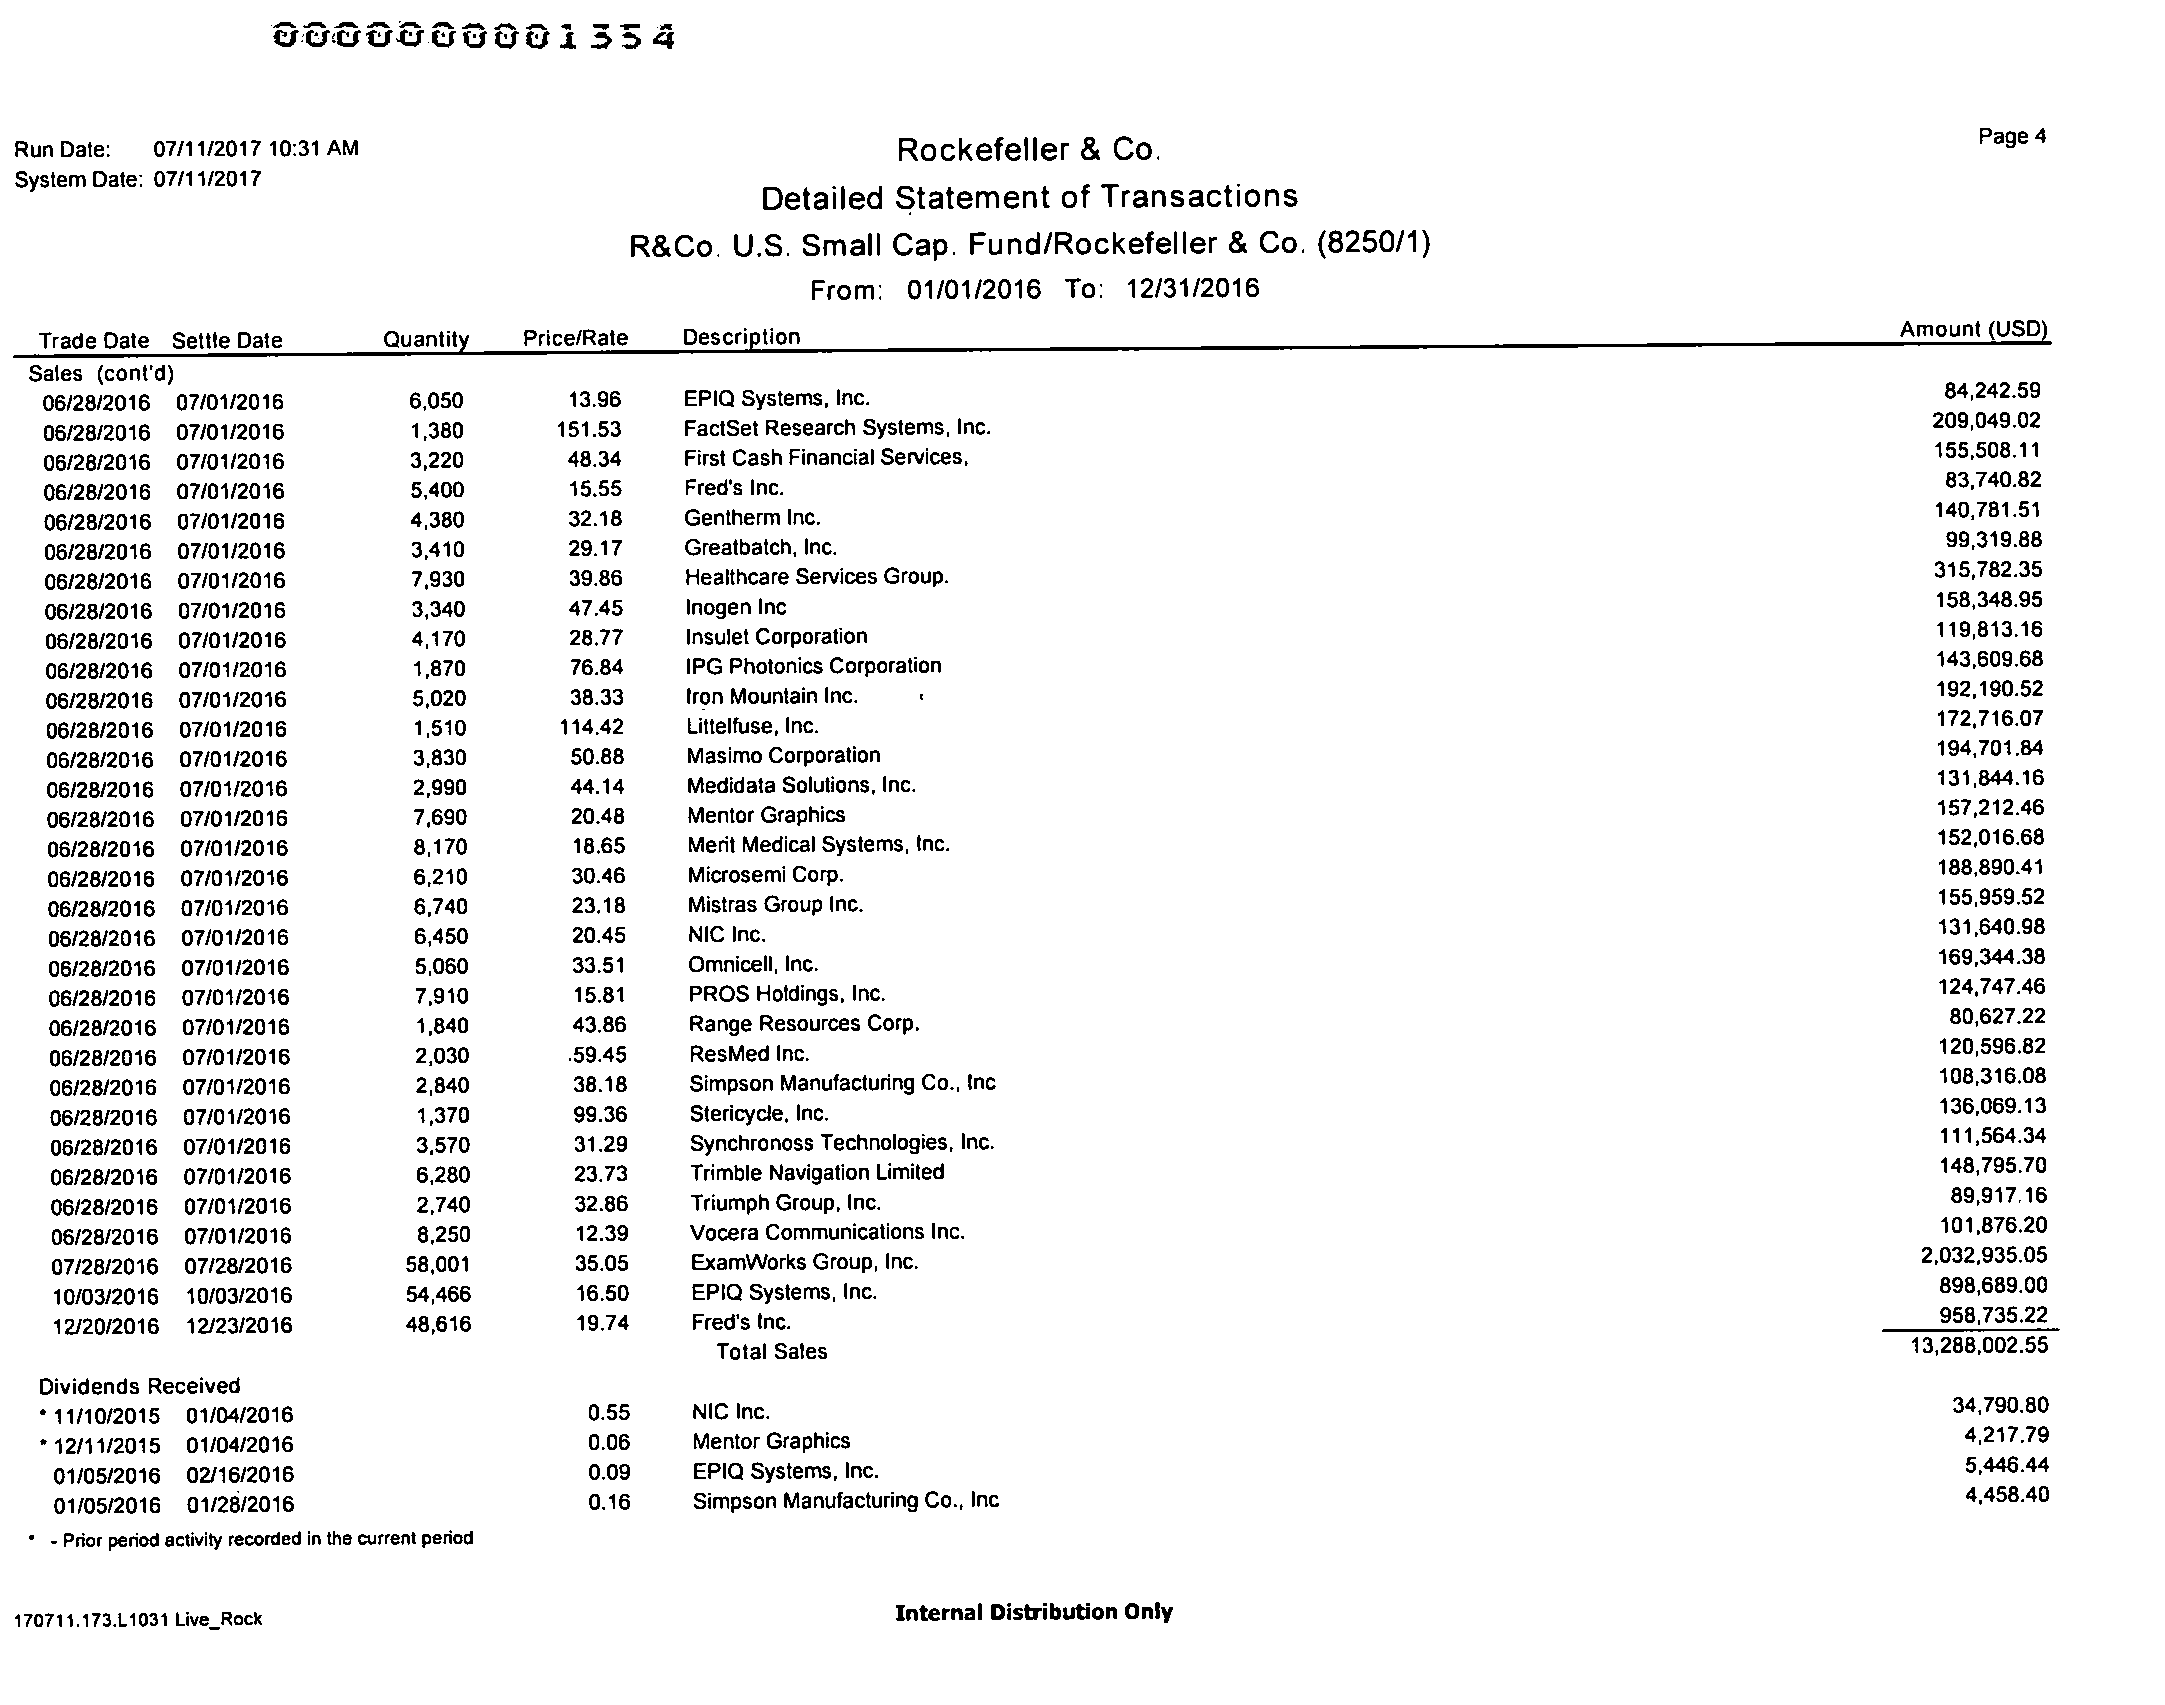 0000000001354
Run Date: 07/11/2017 10:31 AM
System Date: 07/11/2017
Page 4
Rockefeller & Co.
Detailed Statement of Transactions
R&Co. U.S. Small Cap. Fund/Rockefeller & Co. (8250/1)
From: 01/01/2016 To: 12/31/2016
Trade Date Settle Date Quantity Price/Rate Description Amount (USD)
Sales (cont'd)
06/28/2016 07/01/2016 6,050 13.96 EPIQ Systems, Inc. 84,242.59
06/28/2016 07/01/2016 1,380 151.53 FactSet Research Systems, Inc. 209,049.02
06/28/2016 07/01/2016 3,220 48.34 First Cash Financial Services, 155,508.11
06/28/2016 07/01/2016 5,400 15.55 Fred's Inc. 83,740.82
06/28/2016 07/01/2016 4,380 32.18 Gentherm Inc. 140,781.51
06/28/2016 07/01/2016 3,410 29.17 Greatbatch, Inc. 99,319.88
06/28/2016 07/01/2016 7,930 39.86 Healthcare Services Group. 315,782.35
06/28/2016 07/01/2016 3,340 47.45 Inogen Inc 158,348.95
06/28/2016 07/01/2016 4,170 28.77 Insulet Corporation 119,813.16
06/28/2016 07/01/2016 1,870 76.84 IPG Photonics Corporation 143,609.68
06/28/2016 07/01/2016 5,020 38.33 Iron Mountain Inc. 192,190.52
06/28/2016 07/01/2016 1,510 114.42 Littelfuse, Inc. 172,716.07
06/28/2016 07/01/2016 3,830 50.88 Masimo Corporation 194,701.84
06/28/2016 07/01/2016 2,990 44.14 Medidata Solutions, Inc. 131,844.16
06/28/2016 07/01/2016 7,690 20.48 Mentor Graphics 157,212.46
06/28/2016 07/01/2016 8,170 18.65 Merit Medical Systems, Inc. 152,016.68
06/28/2016 07/01/2016 6,210 30.46 Microsemi Corp. 188,890.41
06/28/2016 07/01/2016 6,740 23.18 Mistras Group Inc. 155,959.52
06/28/2016 07/01/2016 6,450 20.45 NIC Inc. 131,640.98
06/28/2016 07/01/2016 5,060 33.51 Omnicell, Inc. 169,344.38
06/28/2016 07/01/2016 7,910 15.81 PROS Holdings, Inc. 124,747.46
06/28/2016 07/01/2016 1,840 43.86 Range Resources Corp. 80,627.22
06/28/2016 07/01/2016 2,030 59.45 ResMed Inc. 120,596.82
06/28/2016 07/01/2016 2,840 38.18 Simpson Manufacturing Co., Inc 108,316.08
06/28/2016 07/01/2016 1,370 99.36 Stericycle, Inc. 136,069.13
06/28/2016 07/01/2016 3,570 31.29 Synchronoss Technologies, Inc. 111,564.34
06/28/2016 07/01/2016 6,280 23.73 Trimble Navigation Limited 148,795.70
06/28/2016 07/01/2016 2,740 32.86 Triumph Group, Inc. 89,917.16
06/28/2016 07/01/2016 8,250 12.39 Vocera Communications Inc. 101,876.20
07/28/2016 07/28/2016 58,001 35.05 ExamWorks Group, Inc. 2,032,935.05
10/03/2016 10/03/2016 54,466 16.50 EPIQ Systems, Inc. 898,689.00
12/20/2016 12/23/2016 48,616 19.74 Fred's Inc. 958,735.22
Total Sales 13,288,002.55
Dividends Received
* 11/10/2015 01/04/2016 0.55 NIC Inc. 34,790.80
* 12/11/2015 01/04/2016 0.06 Mentor Graphics 4,217.79
01/05/2016 02/16/2016 0.09 EPIQ Systems, Inc. 5,446.44
01/05/2016 01/28/2016 0.16 Simpson Manufacturing Co., Inc 4,458.40
* - Prior period activity recorded in the current period
170711.173.L1031 Live_Rock
Internal Distribution Only